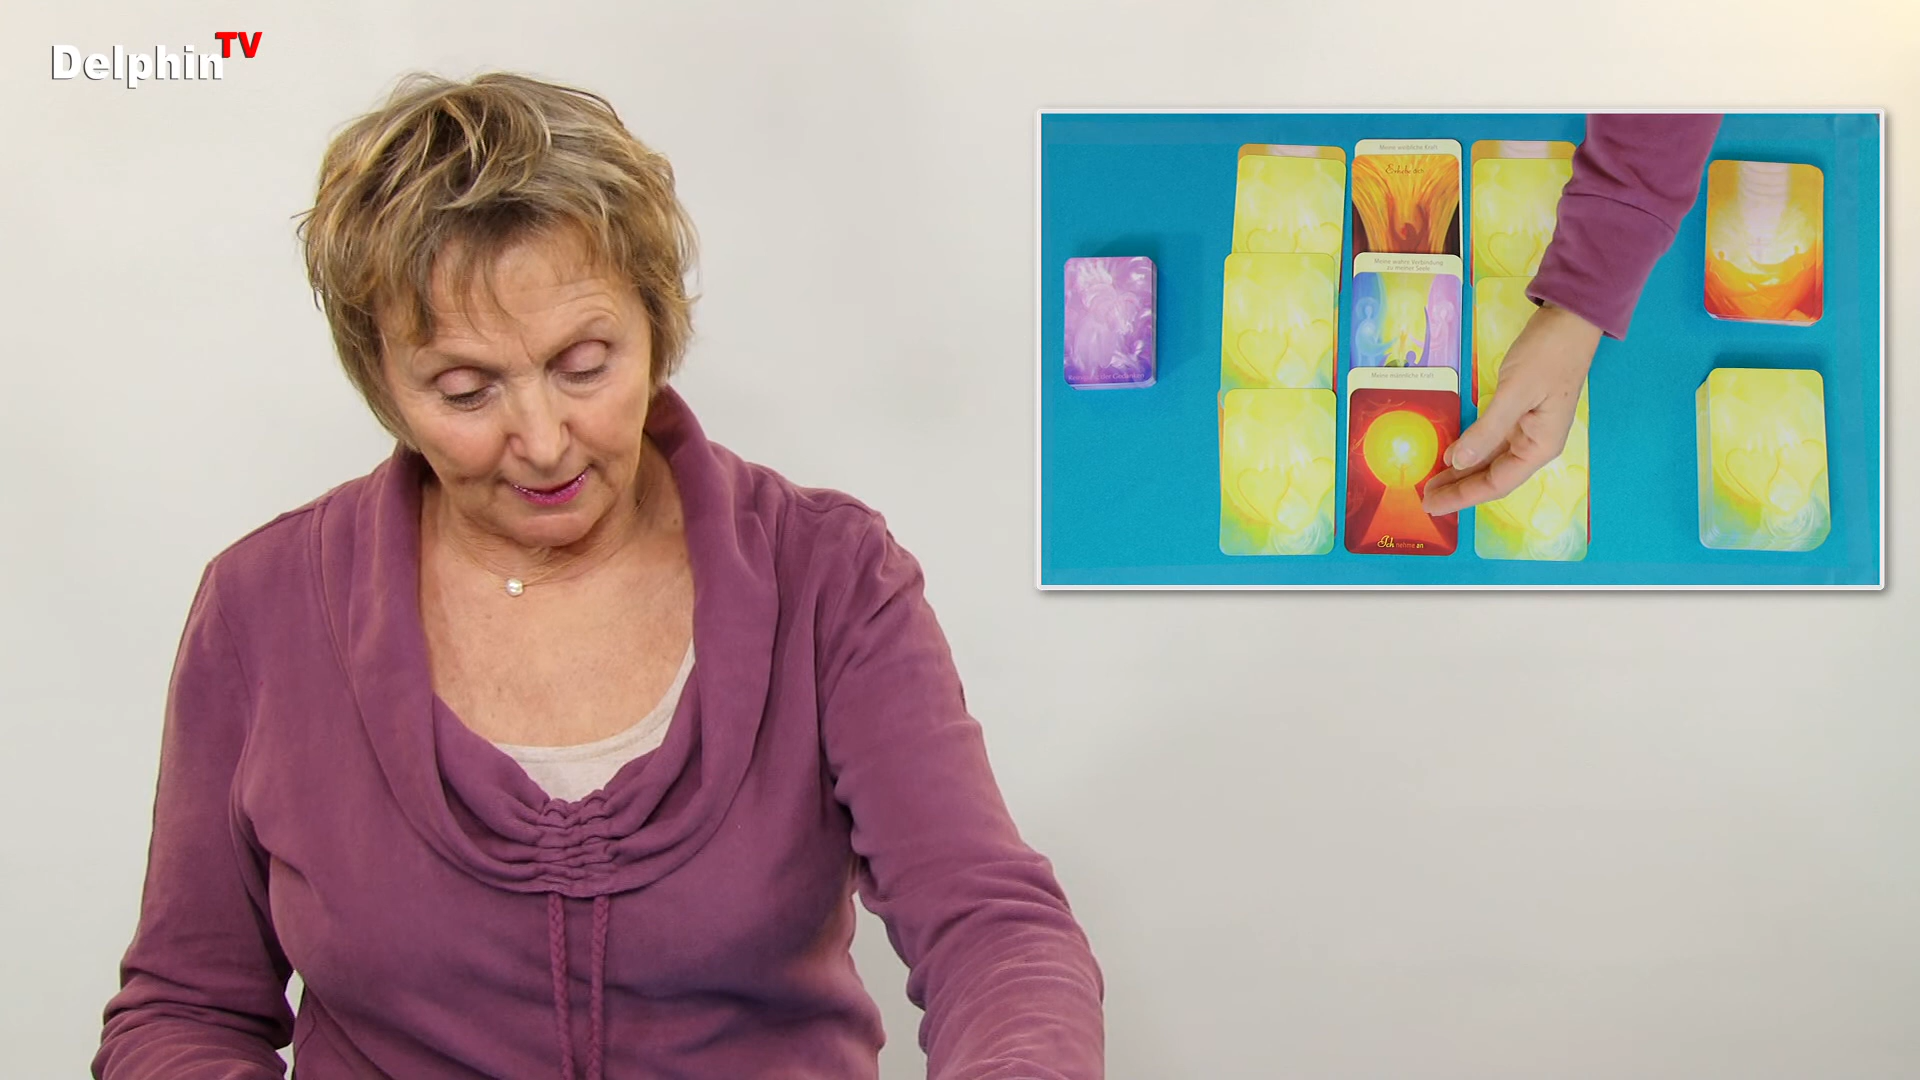 Delphin TV
Meine weibliche Kraft
Meine wahre Verbindung
zu meiner Seele
Meine männliche Kraft
Ich nehme an